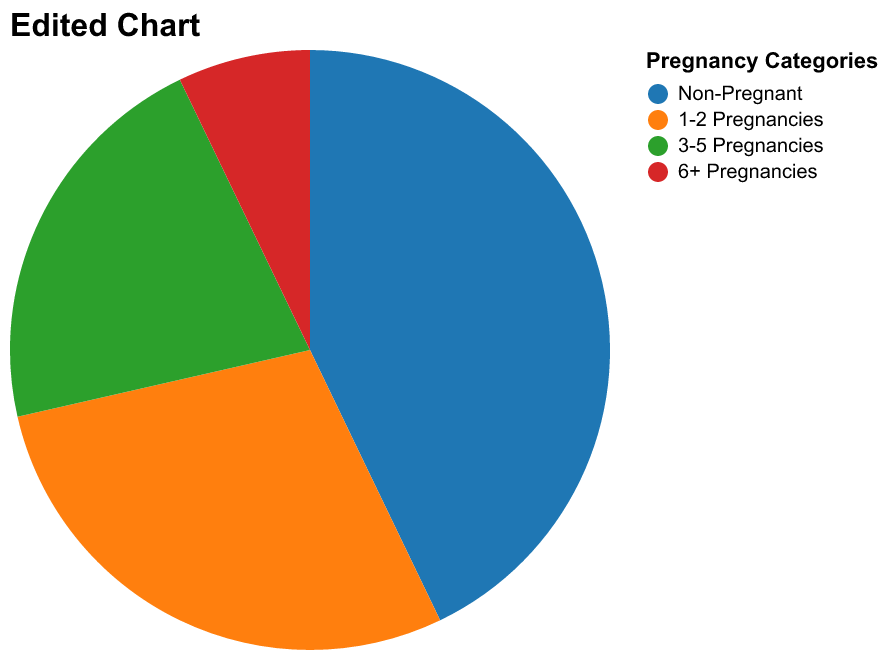 Edited Chart
Pregnancy Categories
Non-Pregnant
1-2 Pregnancies
3-5 Pregnancies
6+ Pregnancies